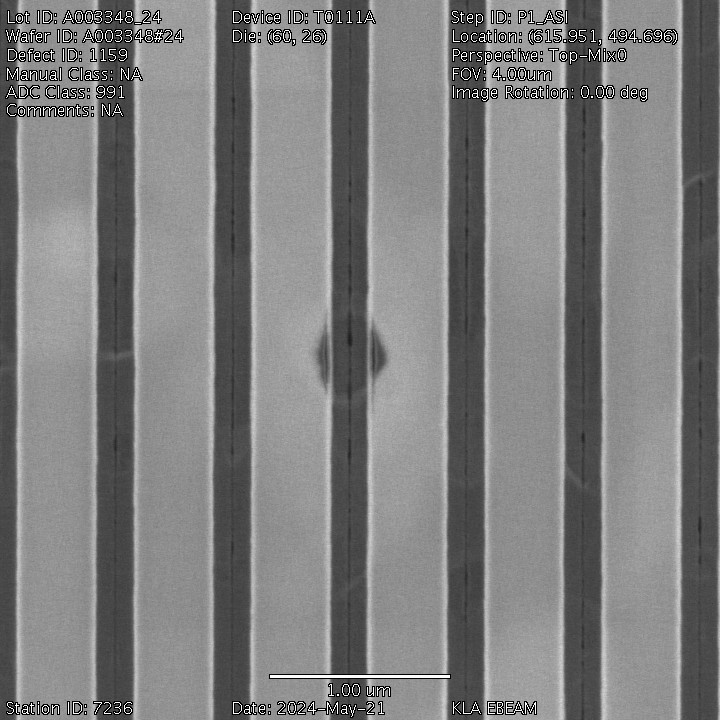 Lot ID: A003348_24
Wafer ID: A003348#24
Defect ID: 1159
Manual Class: NA
ADC Class: 991
Comments: NA
Device ID: T0111A
Die: (60, 26)
Step ID: P1_ASI
Location: (615.951, 494.696)
Perspective: Top-Mix0
FOV: 4.00um
Image Rotation: 0.00 deg
1.00 um
Station ID: 7236
Date: 2024-May-21
KLA EBEAM